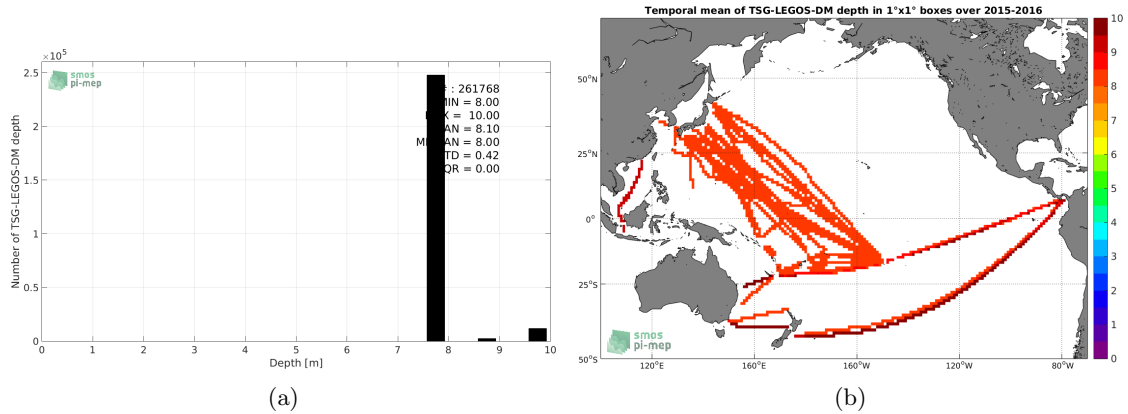 ×10⁵
2.5
2
1.5
1
0.5
0
Number of TSG-LEGOS-DM depth
smos
pi-mep
: 261768
MIN = 8.00
X = 10.00
AN = 8.10
AN = 8.00
TD = 0.42
QR = 0.00
0 1 2 3 4 5 6 7 8 9 10
Depth [m]
(a)
Temporal mean of TSG-LEGOS-DM depth in 1°x1° boxes over 2015-2016
50°N
25°N
0°
25°S
50°S
120°E 160°E 160°W 120°W 80°W
smos
pi-mep
10
9
8
7
6
5
4
3
2
1
0
(b)